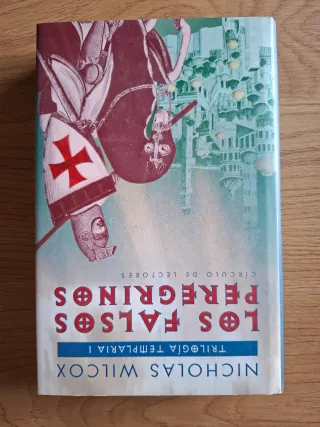 NICHOLAS WILCOX
TRILOGÍA TEMPLARIA I
LOS FALSOS
PEREGRINOS
CÍRCULO DE LECTORES